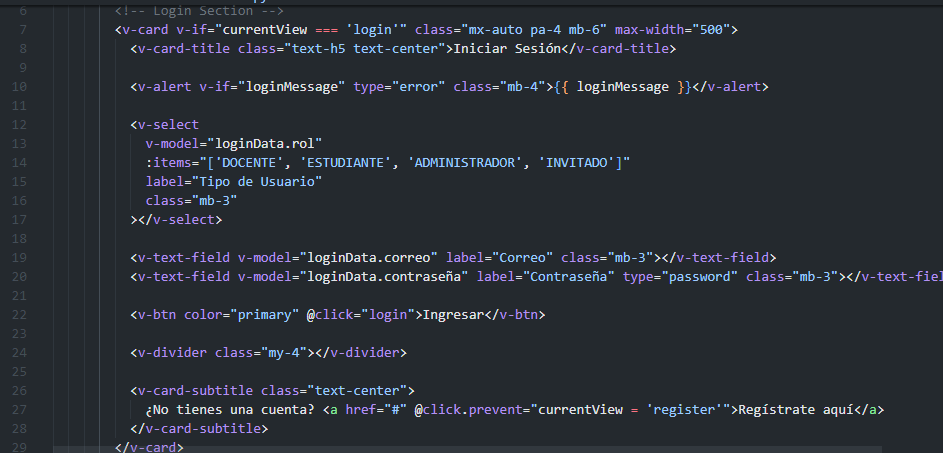 6 <!-- Login Section -->
7 <v-card v-if="currentView === 'login'" class="mx-auto pa-4 mb-6" max-width="500">
8 <v-card-title class="text-h5 text-center">Iniciar Sesión</v-card-title>
9
10 <v-alert v-if="loginMessage" type="error" class="mb-4">{{ loginMessage }}</v-alert>
11
12 <v-select
13 v-model="loginData.rol"
14 :items="['DOCENTE', 'ESTUDIANTE', 'ADMINISTRADOR', 'INVITADO']"
15 label="Tipo de Usuario"
16 class="mb-3"
17 ></v-select>
18
19 <v-text-field v-model="loginData.correo" label="Correo" class="mb-3"></v-text-field>
20 <v-text-field v-model="loginData.contraseña" label="Contraseña" type="password" class="mb-3"></v-text-fiel
21
22 <v-btn color="primary" @click="login">Ingresar</v-btn>
23
24 <v-divider class="my-4"></v-divider>
25
26 <v-card-subtitle class="text-center">
27 ¿No tienes una cuenta? <a href="#" @click.prevent="currentView = 'register'">Regístrate aquí</a>
28 </v-card-subtitle>
29 </v-card>